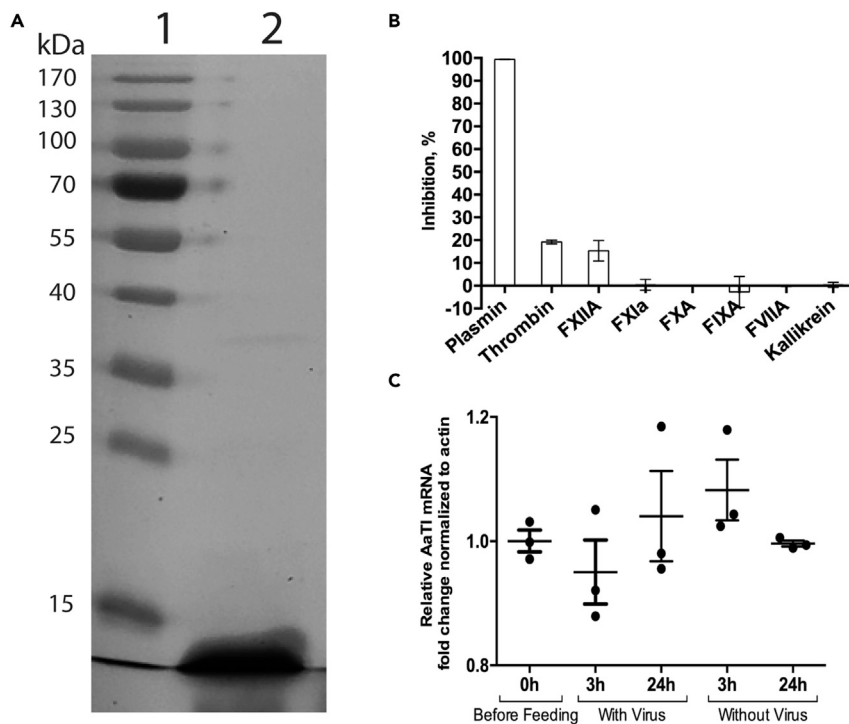 A
1 2
kDa
170
130
100
70
55
40
35
25
15
B
100
90
80
70
60
50
40
30
20
10
0
-10
Inhibition, %
Plasmin
Thrombin
FXIIA
FXIa
FXA
FIXA
FVIIA
Kallikrein
C
1.2
1.0
0.8
Relative AaTI mRNA
fold change normalized to actin
0h 3h 24h 3h 24h
Before Feeding With Virus Without Virus